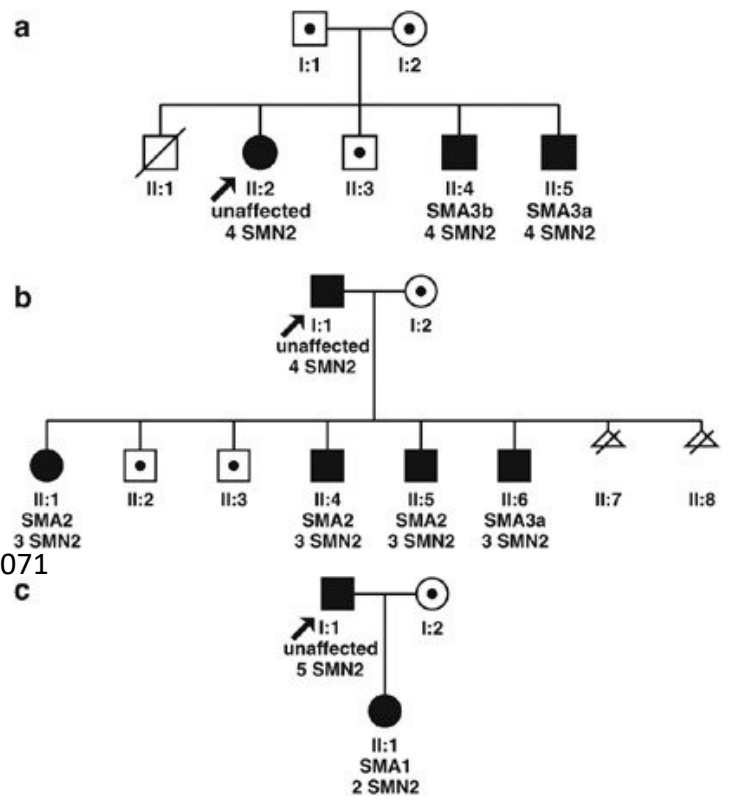 a
I:1 I:2
II:1 II:2 II:3 II:4 II:5
unaffected SMA3b SMA3a
4 SMN2 4 SMN2 4 SMN2
b
I:1 I:2
unaffected
4 SMN2
II:1 II:2 II:3 II:4 II:5 II:6 II:7 II:8
SMA2 SMA2 SMA2 SMA3a
3 SMN2 3 SMN2 3 SMN2 3 SMN2
071
c
I:1 I:2
unaffected
5 SMN2
II:1
SMA1
2 SMN2